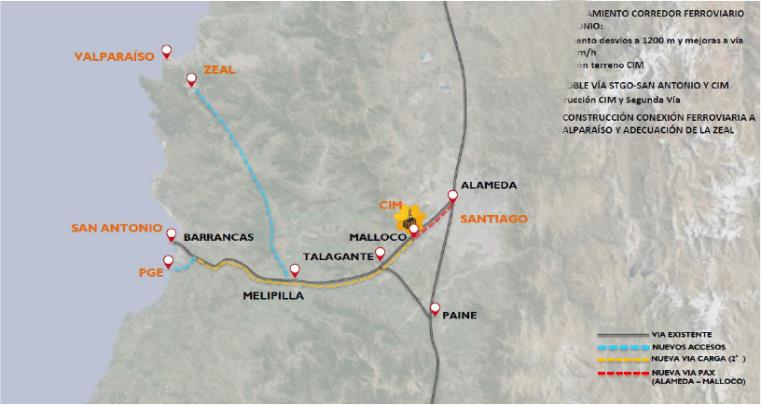 AMIENTO CORREDOR FERROVIARIO
ONIO:
ento desvíos a 1200 m y mejoras a vía
m/h
n terreno CIM
OBLE VÍA STGO-SAN ANTONIO Y CIM
rucción CIM y Segunda Vía
CONSTRUCCIÓN CONEXIÓN FERROVIARIA A
ALPARAÍSO Y ADECUACIÓN DE LA ZEAL
VALPARAÍSO
ZEAL
ALAMEDA
CIM
SANTIAGO
SAN ANTONIO
BARRANCAS
MALLOCO
TALAGANTE
PGE
MELIPILLA
PAINE
VIA EXISTENTE
NUEVOS ACCESOS
NUEVA VIA CARGA (2° )
NUEVA VIA PAX
(ALAMEDA – MALLOCO)